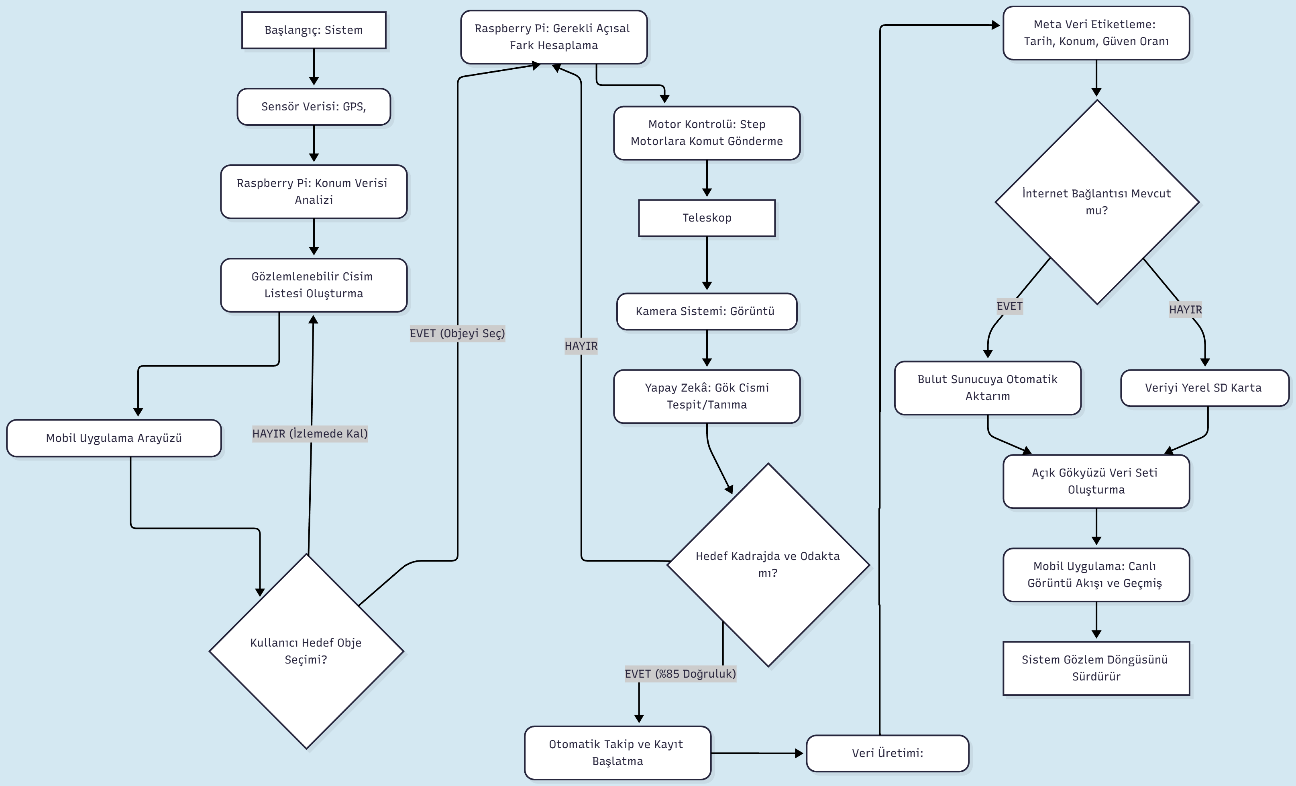 Başlangıç: Sistem
Sensör Verisi: GPS,
Raspberry Pi: Konum Verisi
Analizi
Gözlemlenebilir Cisim
Listesi Oluşturma
Mobil Uygulama Arayüzü
HAYIR (İzlemede Kal)
Kullanıcı Hedef Obje
Seçimi?
EVET (Objeyi Seç)
Raspberry Pi: Gerekli Açısal
Fark Hesaplama
Motor Kontrolü: Step
Motorlara Komut Gönderme
Teleskop
Kamera Sistemi: Görüntü
HAYIR
Yapay Zekâ: Gök Cismi
Tespit/Tanıma
Hedef Kadrajda ve Odakta
mı?
EVET (%85 Doğruluk)
Otomatik Takip ve Kayıt
Başlatma
Veri Üretimi:
Meta Veri Etiketleme:
Tarih, Konum, Güven Oranı
İnternet Bağlantısı Mevcut
mu?
EVET
HAYIR
Bulut Sunucuya Otomatik
Aktarım
Veriyi Yerel SD Karta
Açık Gökyüzü Veri Seti
Oluşturma
Mobil Uygulama: Canlı
Görüntü Akışı ve Geçmiş
Sistem Gözlem Döngüsünü
Sürdürür